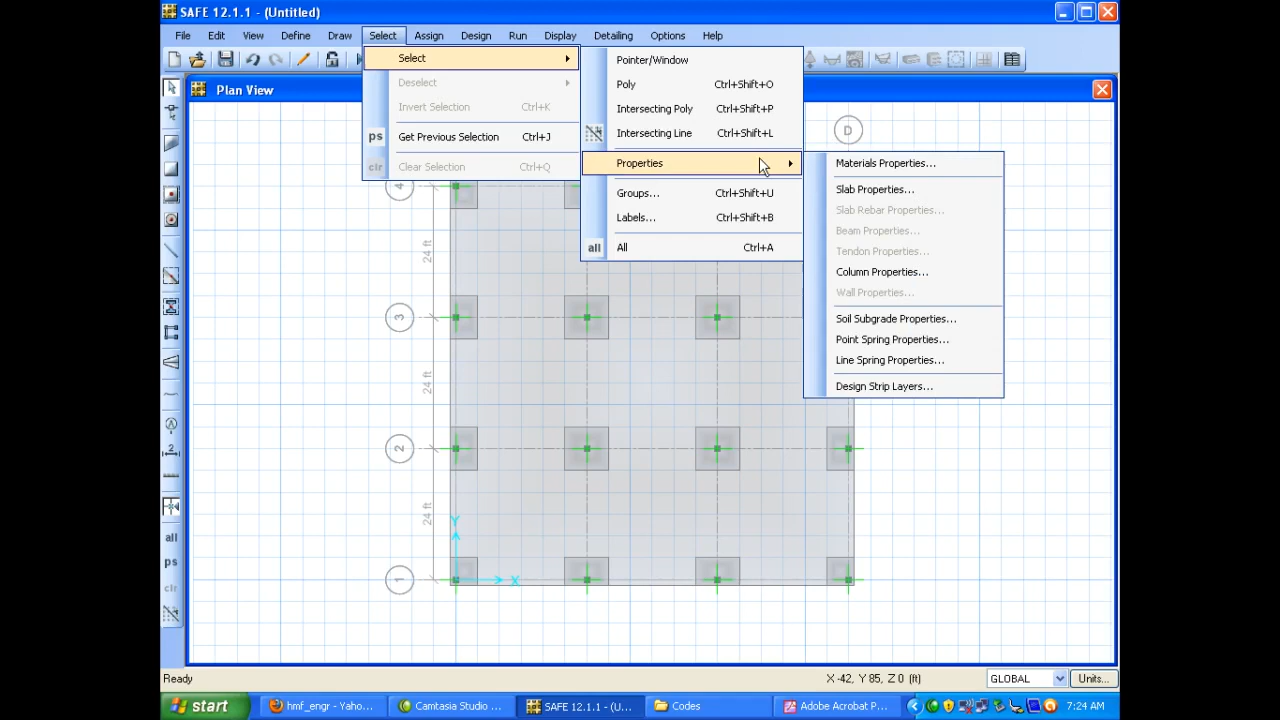 SAFE 12.1.1 - (Untitled)
File Edit View Define Draw Select Assign Design Run Display Detailing Options Help
Plan View
Select
Deselect
Invert Selection Ctrl+K
ps Get Previous Selection Ctrl+J
clr Clear Selection Ctrl+Q
Pointer/Window
Poly Ctrl+Shift+O
Intersecting Poly Ctrl+Shift+P
Intersecting Line Ctrl+Shift+L
Properties
Groups... Ctrl+Shift+U
Labels... Ctrl+Shift+B
all All Ctrl+A
Materials Properties...
Slab Properties...
Slab Rebar Properties...
Beam Properties...
Tendon Properties...
Column Properties...
Wall Properties...
Soil Subgrade Properties...
Point Spring Properties...
Line Spring Properties...
Design Strip Layers...
D
4
24 ft
3
24 ft
2
24 ft
1
Y
X
2
all
ps
clr
Ready
X -42, Y 85, Z 0 (ft)
GLOBAL
Units...
start
hmf_engr - Yaho...
Camtasia Studio ...
SAFE 12.1.1 - (U...
Codes
Adobe Acrobat P...
7:24 AM